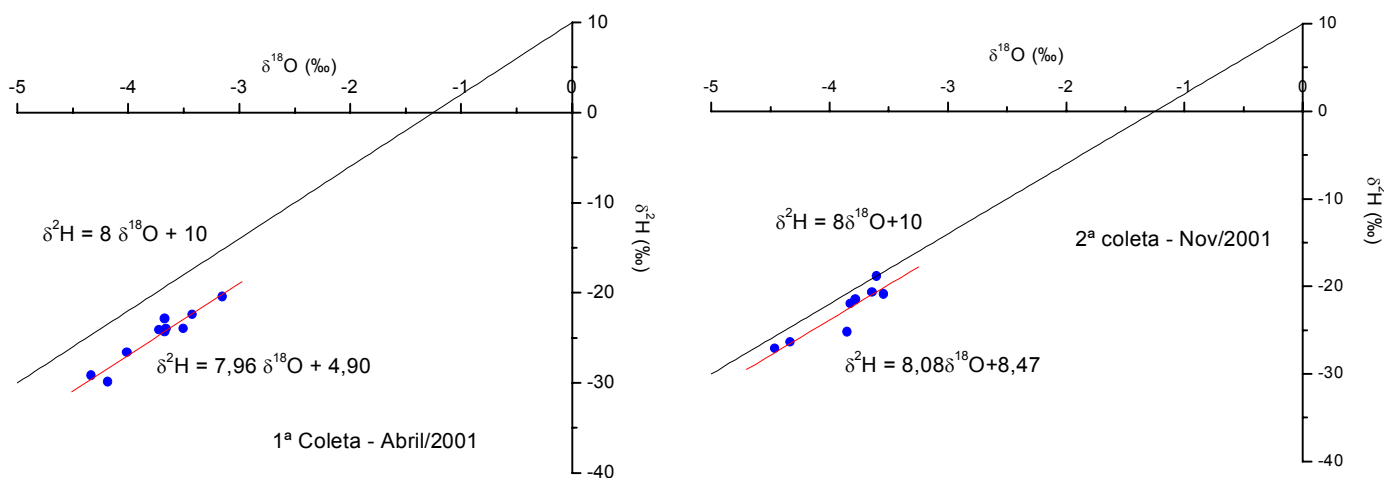 δ¹⁸O (‰)
-5 -4 -3 -2 -1 0
10
0
-10
-20
-30
-40
δ²H (‰)
δ²H = 8 δ¹⁸O + 10
δ²H = 7,96 δ¹⁸O + 4,90
1ª Coleta - Abril/2001
δ¹⁸O (‰)
-5 -4 -3 -2 -1 0
10
0
-10
-20
-30
-40
δ²H (‰)
δ²H = 8δ¹⁸O+10
2ª coleta - Nov/2001
δ²H = 8,08δ¹⁸O+8,47